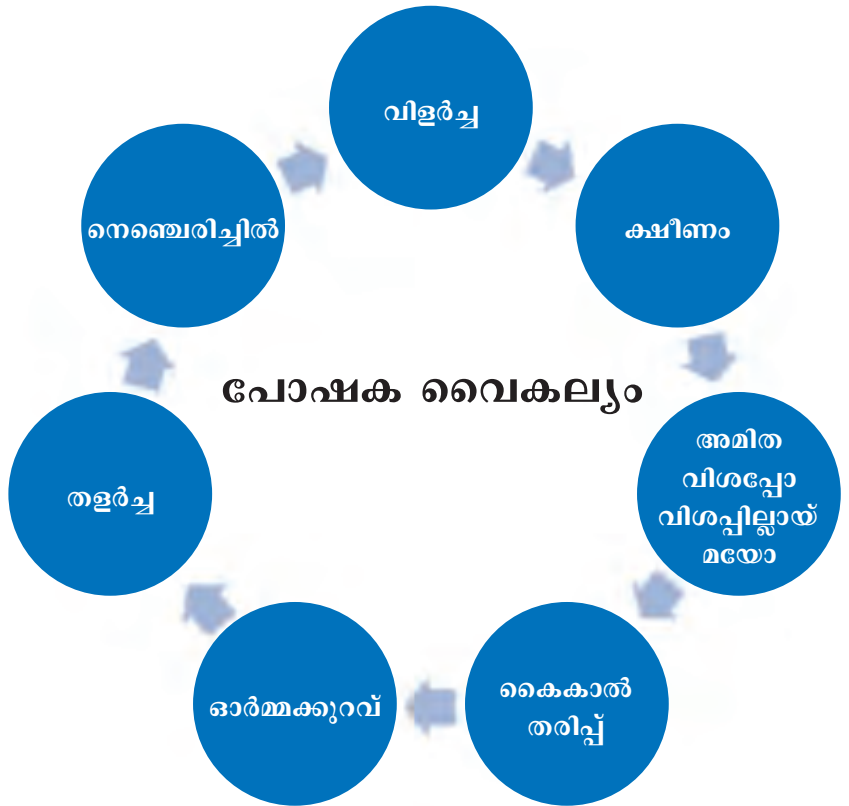 വിളർച്ച
ക്ഷീണം
അമിത
വിശപ്പോ
വിശപ്പില്ലായ്
മയോ
കൈകാൽ
തരിപ്പ്
ഓർമ്മക്കുറവ്
തളർച്ച
നെഞ്ചെരിച്ചിൽ
പോഷക വൈകല്യം